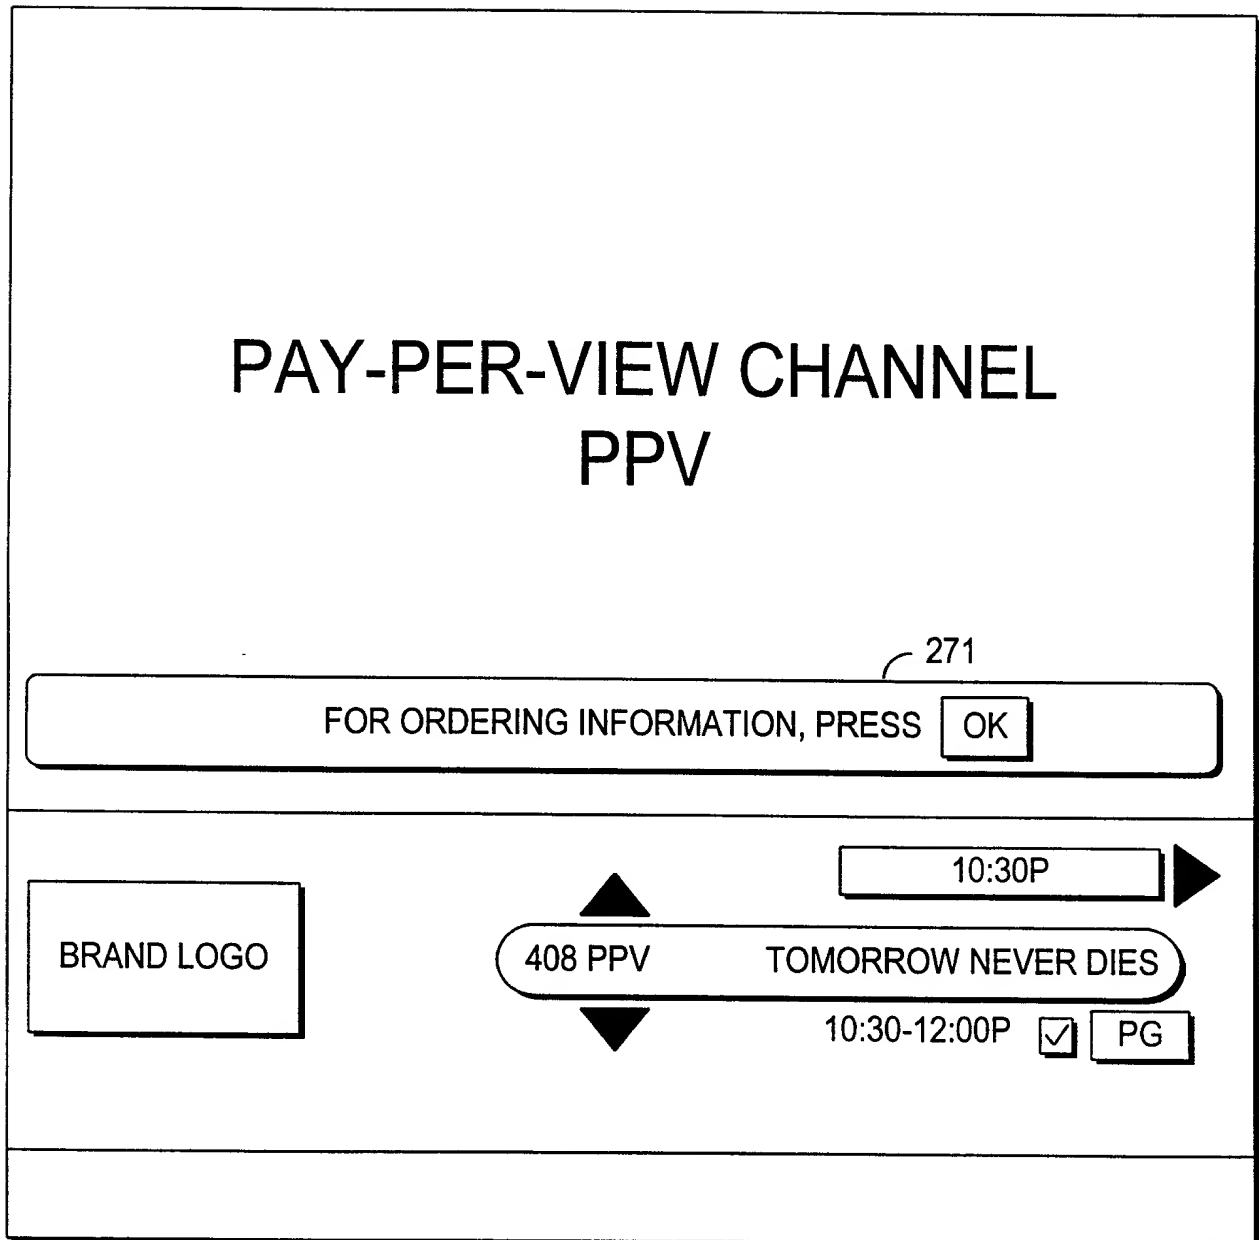 PAY-PER-VIEW CHANNEL
PPV
271
FOR ORDERING INFORMATION, PRESS OK
10:30P
BRAND LOGO
408 PPV TOMORROW NEVER DIES
10:30-12:00P PG